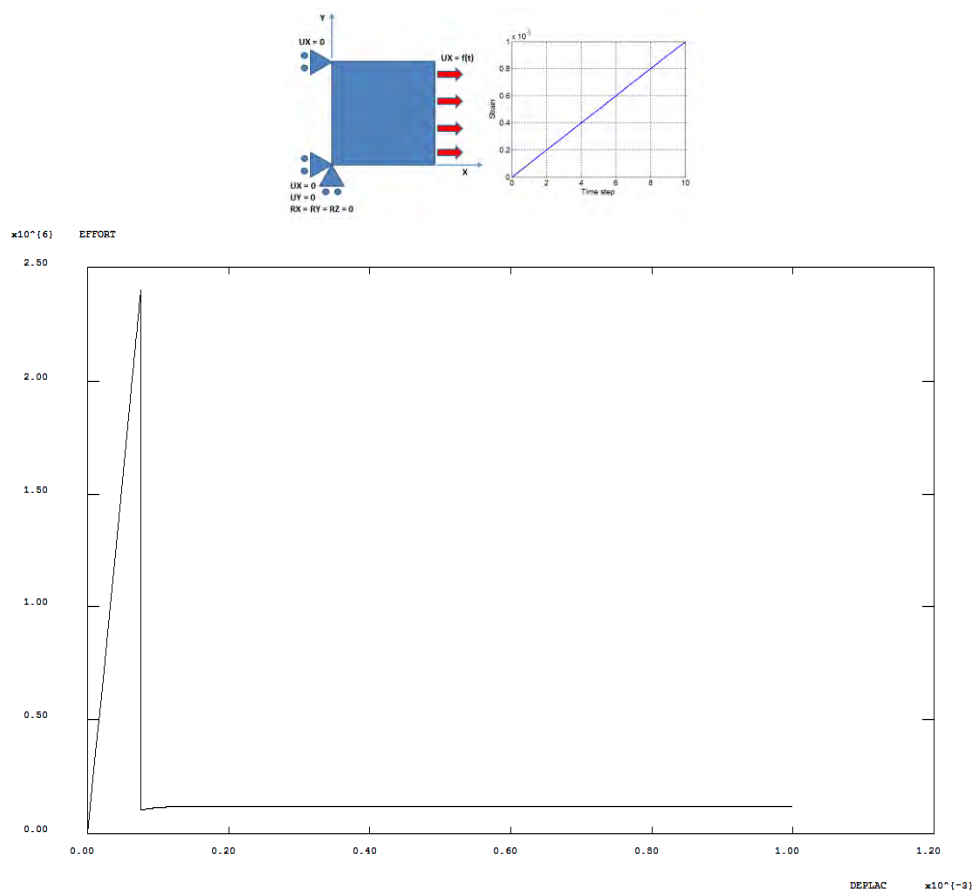 Y
UX = 0
UX = f(t)
X
UX = 0
UY = 0
RX = RY = RZ = 0
1 x 10^-3
0.8
0.6
0.4
0.2
0
0 2 4 6 8 10
Strain
Time step
x10^{6} EFFORT
2.50
2.00
1.50
1.00
0.50
0.00
0.00 0.20 0.40 0.60 0.80 1.00 1.20
DEPLAC x10^{-3}